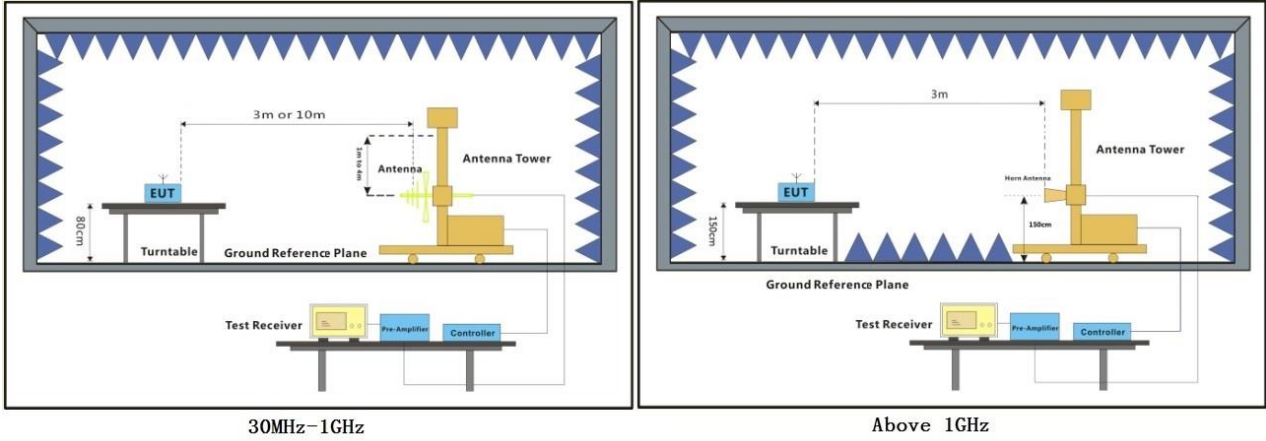 3m or 10m
1m to 4m
Antenna
Antenna Tower
EUT
80cm
Turntable
Ground Reference Plane
Test Receiver
Pre-Amplifier
Controller
30MHz-1GHz
3m
Antenna Tower
Horn Antenna
EUT
150cm
150cm
Turntable
Ground Reference Plane
Test Receiver
Pre-Amplifier
Controller
Above 1GHz